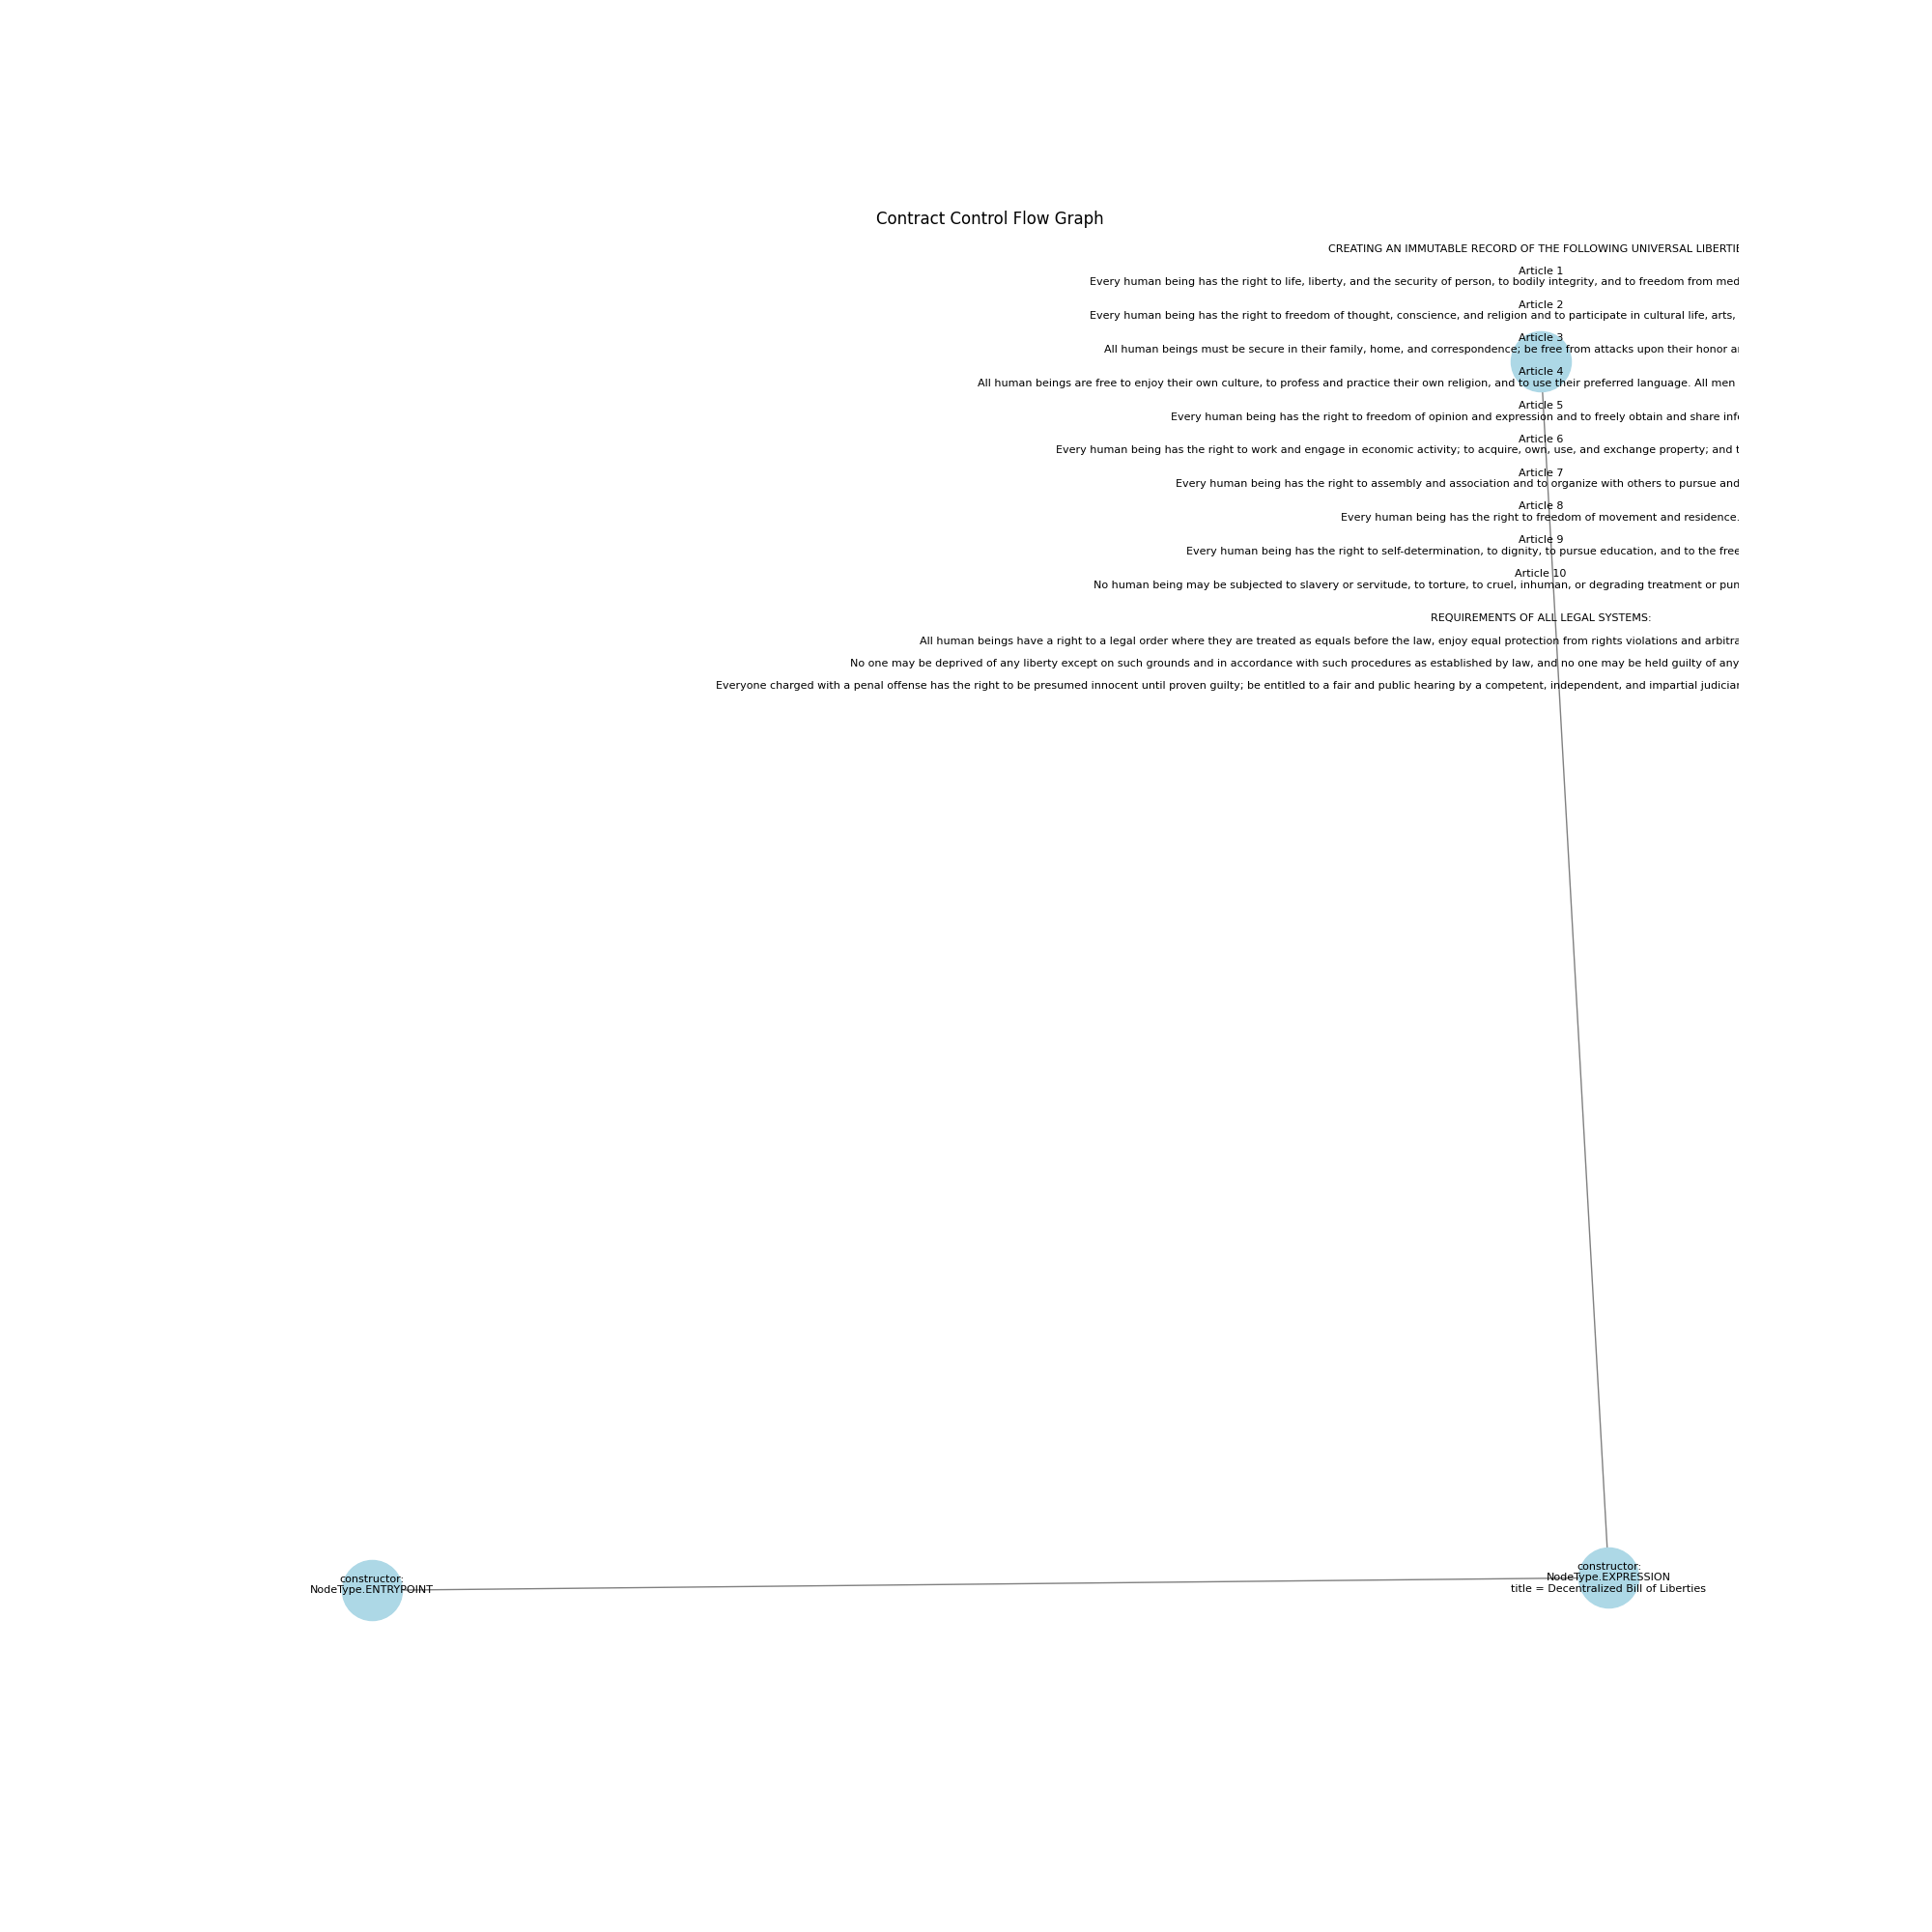 Contract Control Flow Graph
CREATING AN IMMUTABLE RECORD OF THE FOLLOWING UNIVERSAL LIBERTIE
Article 1
Every human being has the right to life, liberty, and the security of person, to bodily integrity, and to freedom from med
Article 2
Every human being has the right to freedom of thought, conscience, and religion and to participate in cultural life, arts,
Article 3
All human beings must be secure in their family, home, and correspondence; be free from attacks upon their honor a
Article 4
All human beings are free to enjoy their own culture, to profess and practice their own religion, and to use their preferred language. All men
Article 5
Every human being has the right to freedom of opinion and expression and to freely obtain and share inf
Article 6
Every human being has the right to work and engage in economic activity; to acquire, own, use, and exchange property; and t
Article 7
Every human being has the right to assembly and association and to organize with others to pursue and
Article 8
Every human being has the right to freedom of movement and residence.
Article 9
Every human being has the right to self-determination, to dignity, to pursue education, and to the free
Article 10
No human being may be subjected to slavery or servitude, to torture, to cruel, inhuman, or degrading treatment or pun
REQUIREMENTS OF ALL LEGAL SYSTEMS:
All human beings have a right to a legal order where they are treated as equals before the law, enjoy equal protection from rights violations and arbitra
No one may be deprived of any liberty except on such grounds and in accordance with such procedures as established by law, and no one may be held guilty of any
Everyone charged with a penal offense has the right to be presumed innocent until proven guilty; be entitled to a fair and public hearing by a competent, independent, and impartial judicia
constructor:
NodeType.ENTRYPOINT
constructor:
NodeType.EXPRESSION
title = Decentralized Bill of Liberties